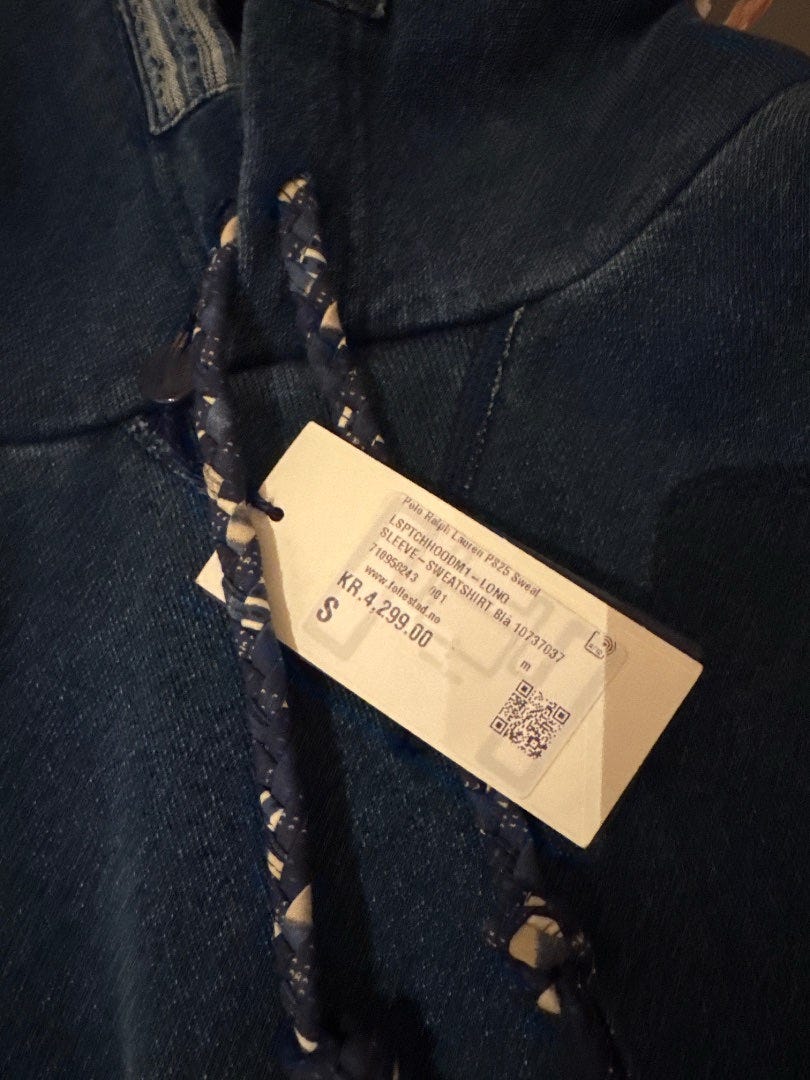 Polo Ralph Lauren PS25 Sweat
LSPTCHHOODM1-LONG
SLEEVE-SWEATSHIRT Blå 10737037
710958243 001
www.follestad.no
m
KR.4,299.00
S